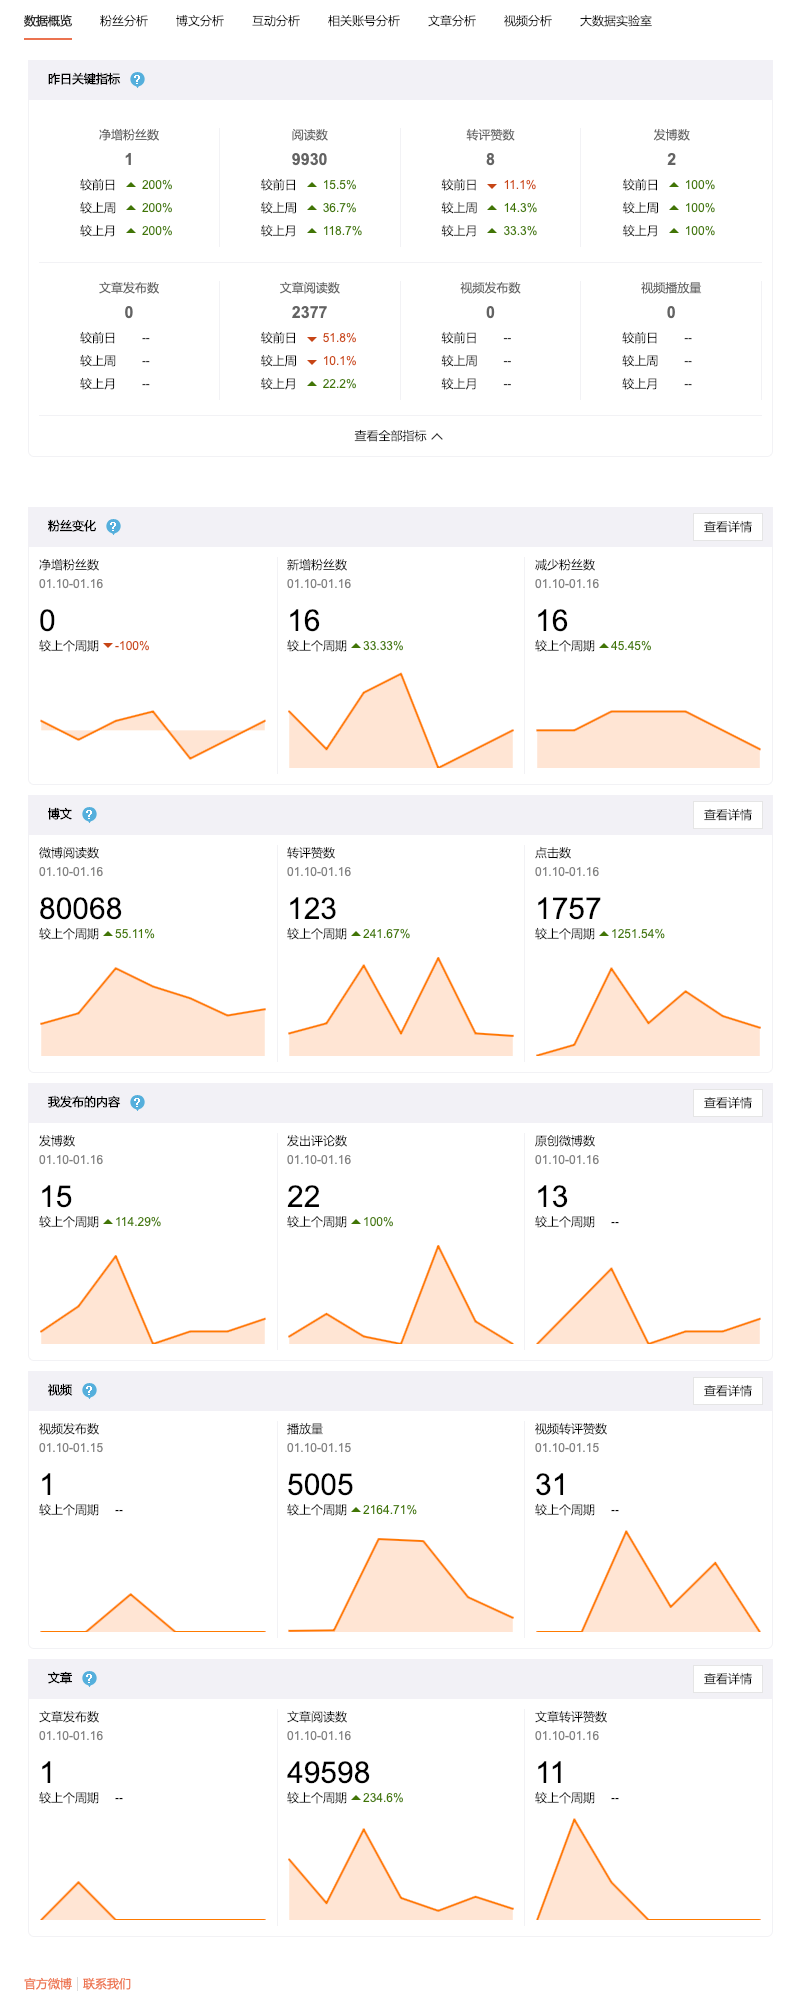 数据概览 粉丝分析 博文分析 互动分析 相关账号分析 文章分析 视频分析 大数据实验室
昨日关键指标 ?
净增粉丝数 阅读数 转评赞数 发博数
1 9930 8 2
较前日 200% 较前日 15.5% 较前日 11.1% 较前日 100%
较上周 200% 较上周 36.7% 较上周 14.3% 较上周 100%
较上月 200% 较上月 118.7% 较上月 33.3% 较上月 100%
文章发布数 文章阅读数 视频发布数 视频播放量
0 2377 0 0
较前日 -- 较前日 51.8% 较前日 -- 较前日 --
较上周 -- 较上周 10.1% 较上周 -- 较上周 --
较上月 -- 较上月 22.2% 较上月 -- 较上月 --
查看全部指标
粉丝变化 ? 查看详情
净增粉丝数 新增粉丝数 减少粉丝数
01.10-01.16 01.10-01.16 01.10-01.16
0 16 16
较上个周期 -100% 较上个周期 33.33% 较上个周期 45.45%
博文 ? 查看详情
微博阅读数 转评赞数 点击数
01.10-01.16 01.10-01.16 01.10-01.16
80068 123 1757
较上个周期 55.11% 较上个周期 241.67% 较上个周期 1251.54%
我发布的内容 ? 查看详情
发博数 发出评论数 原创微博数
01.10-01.16 01.10-01.16 01.10-01.16
15 22 13
较上个周期 114.29% 较上个周期 100% 较上个周期 --
视频 ? 查看详情
视频发布数 播放量 视频转评赞数
01.10-01.15 01.10-01.15 01.10-01.15
1 5005 31
较上个周期 -- 较上个周期 2164.71% 较上个周期 --
文章 ? 查看详情
文章发布数 文章阅读数 文章转评赞数
01.10-01.16 01.10-01.16 01.10-01.16
1 49598 11
较上个周期 -- 较上个周期 234.6% 较上个周期 --
官方微博 | 联系我们